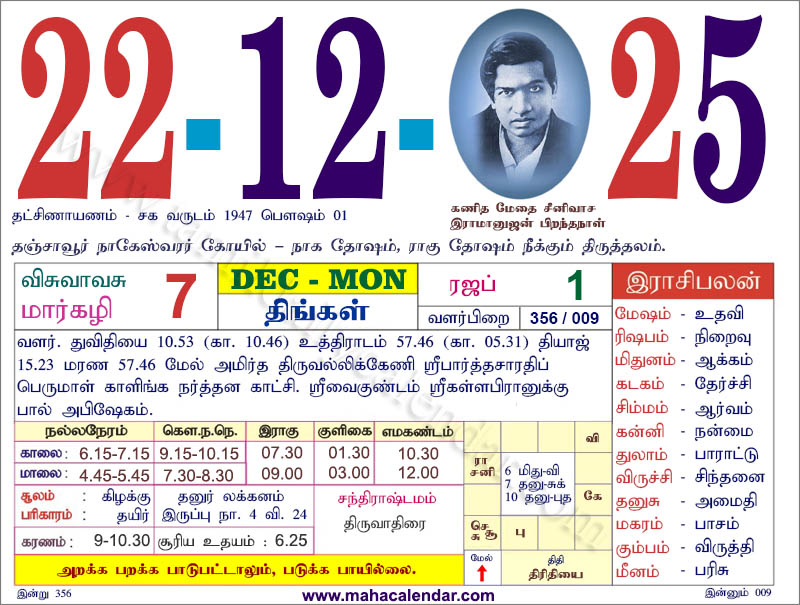 22-12- 25
தட்சிணாயணம் - சக வருடம் 1947 பௌஷம் 01
கணித மேதை சீனிவாச
இராமானுஜன் பிறந்தநாள்
தஞ்சாவூர் நாகேஸ்வரர் கோயில் – நாக தோஷம், ராகு தோஷம் நீக்கும் திருத்தலம்.
விசுவாவசு
மார்கழி 7
DEC - MON
திங்கள்
ரஜப் 1
வளர்பிறை 356 / 009
வளர். துவிதியை 10.53 (கா. 10.46) உத்திராடம் 57.46 (கா. 05.31) தியாஜ்
15.23 மரண 57.46 மேல் அமிர்த திருவல்லிக்கேணி ஸ்ரீபார்த்தசாரதிப்
பெருமாள் காளிங்க நர்த்தன காட்சி. ஸ்ரீவைகுண்டம் ஸ்ரீகள்ளபிரானுக்கு
பால் அபிஷேகம்.
நல்லநேரம் கௌ.ந.நெ. இராகு குளிகை எமகண்டம்
காலை: 6.15-7.15 9.15-10.15 07.30 01.30 10.30
மாலை: 4.45-5.45 7.30-8.30 09.00 03.00 12.00
சூலம் : கிழக்கு
பரிகாரம் : தயிர்
தனுர் லக்கனம்
இருப்பு நா. 4 வி. 24
சந்திராஷ்டமம்
திருவாதிரை
கரணம்: 9-10.30 சூரிய உதயம் : 6.25
வி
ரா
சனி
6 மிது-வி
7 தனு-சுக்
10 தனு-புத
கே
செ சூ
சு
பு
மேல்
↑
திதி
திரிதியை
அறக்க பறக்க பாடுபட்டாலும், படுக்க பாயில்லை.
இராசிபலன்
மேஷம் - உதவி
ரிஷபம் - நிறைவு
மிதுனம் - ஆக்கம்
கடகம் - தேர்ச்சி
சிம்மம் - ஆர்வம்
கன்னி - நன்மை
துலாம் - பாராட்டு
விருச்சி - சிந்தனை
தனுசு - அமைதி
மகரம் - பாசம்
கும்பம் - விருத்தி
மீனம் - பரிசு
இன்று 356
www.mahacalendar.com
இன்னும் 009